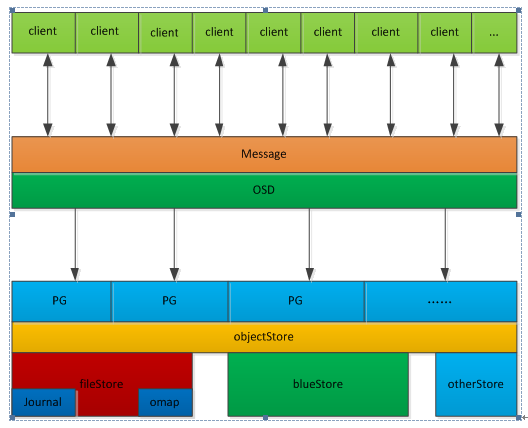 client client client client client client client client ...
Message
OSD
PG PG PG ......
objectStore
fileStore blueStore otherStore
Journal omap